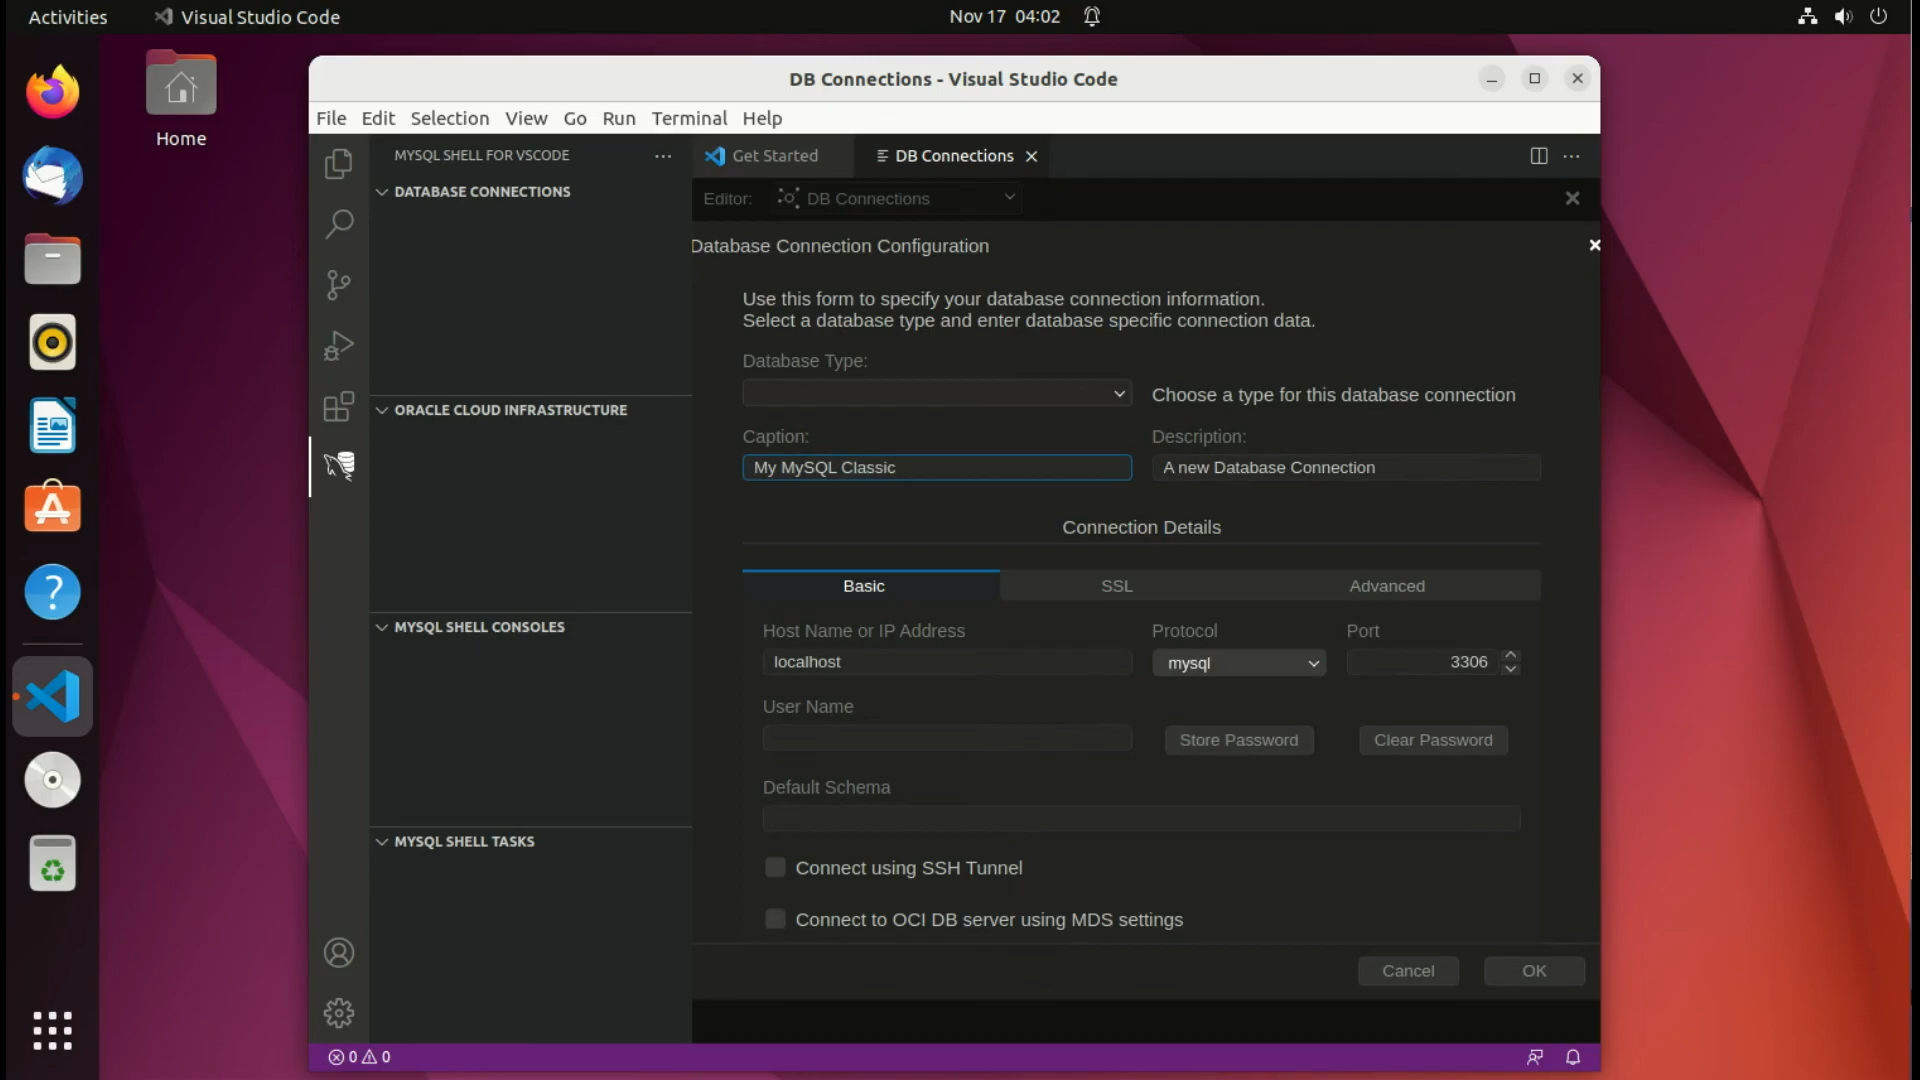 Activities
Visual Studio Code
Nov 17 04:02
Home
DB Connections - Visual Studio Code
File Edit Selection View Go Run Terminal Help
MYSQL SHELL FOR VSCODE
DATABASE CONNECTIONS
ORACLE CLOUD INFRASTRUCTURE
MYSQL SHELL CONSOLES
MYSQL SHELL TASKS
Get Started
DB Connections
Editor: DB Connections
Database Connection Configuration
Use this form to specify your database connection information.
Select a database type and enter database specific connection data.
Database Type:
Choose a type for this database connection
Caption: Description:
My MySQL Classic A new Database Connection
Connection Details
Basic SSL Advanced
Host Name or IP Address Protocol Port
localhost mysql 3306
User Name
Store Password Clear Password
Default Schema
Connect using SSH Tunnel
Connect to OCI DB server using MDS settings
Cancel OK
0 0